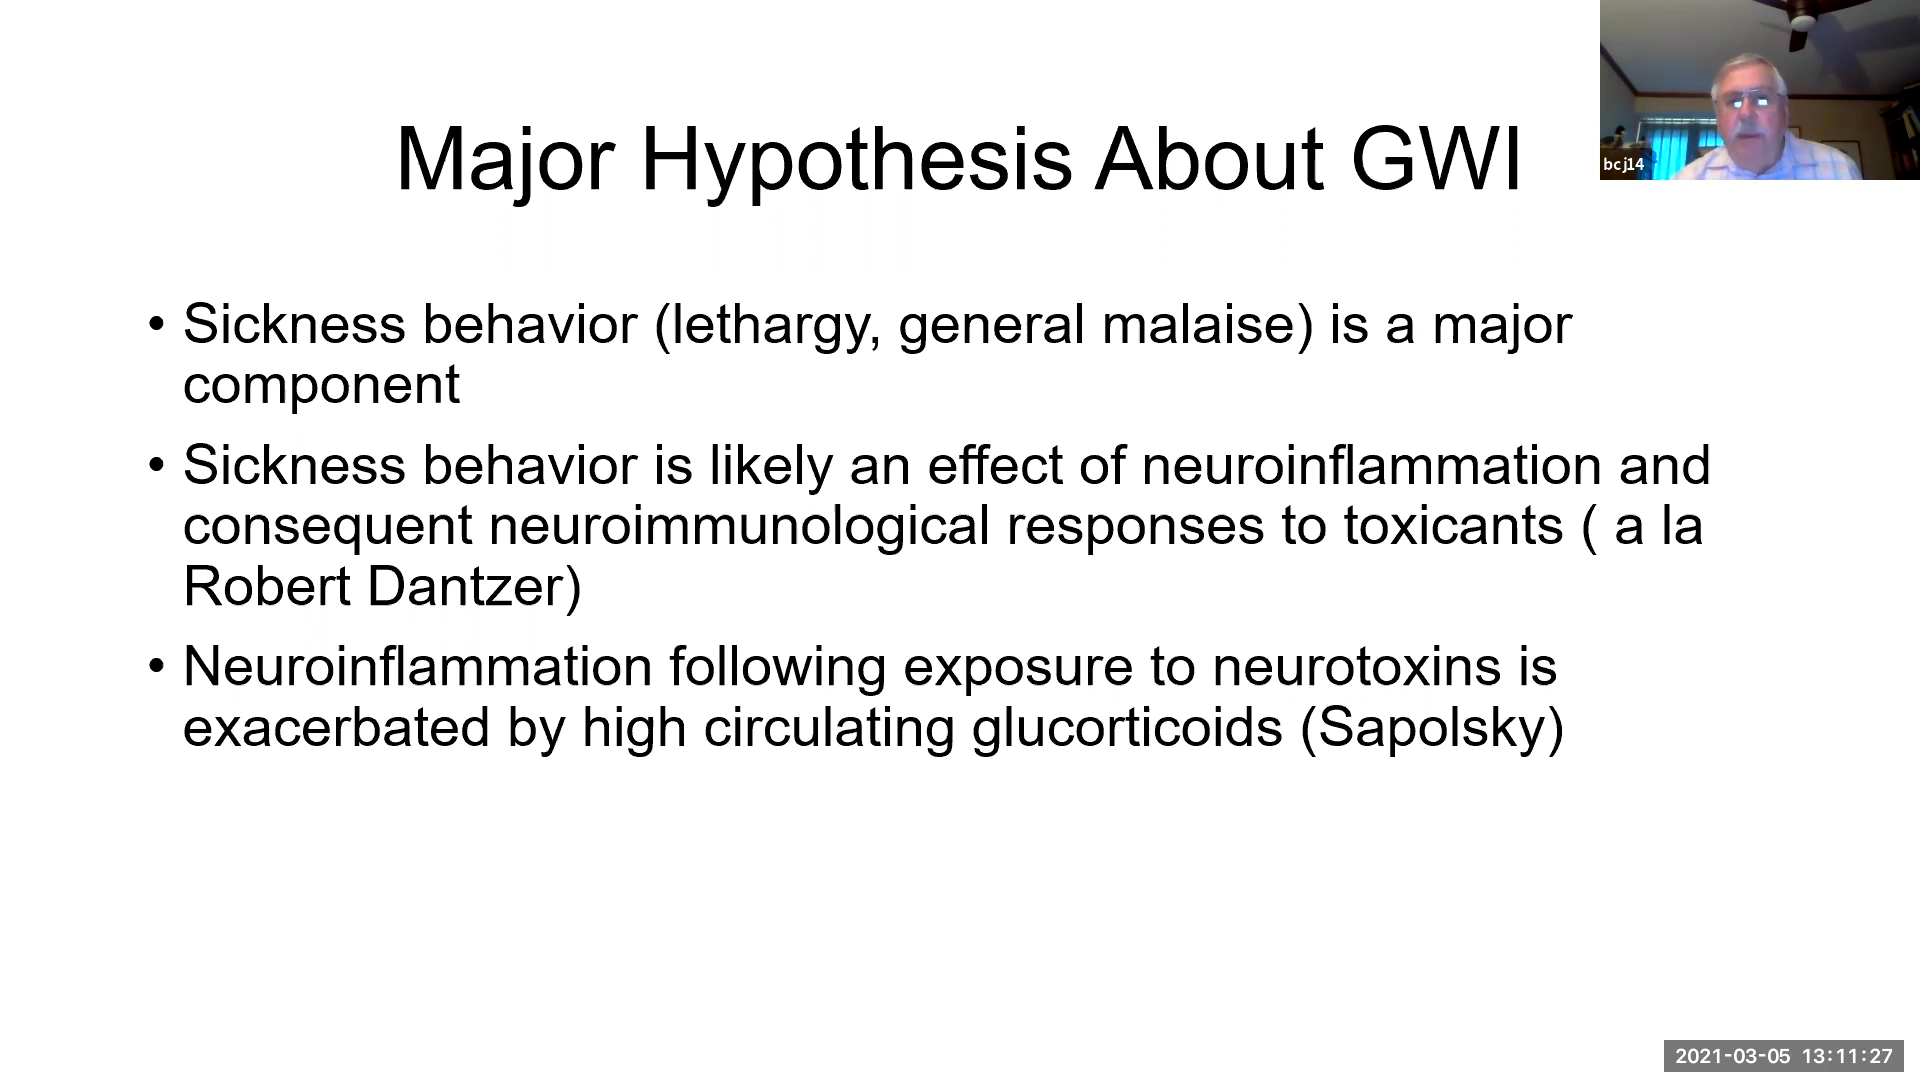 Major Hypothesis About GWI
bcj14
• Sickness behavior (lethargy, general malaise) is a major
component
• Sickness behavior is likely an effect of neuroinflammation and
consequent neuroimmunological responses to toxicants ( a la
Robert Dantzer)
• Neuroinflammation following exposure to neurotoxins is
exacerbated by high circulating glucorticoids (Sapolsky)
2021-03-05 13:11:27